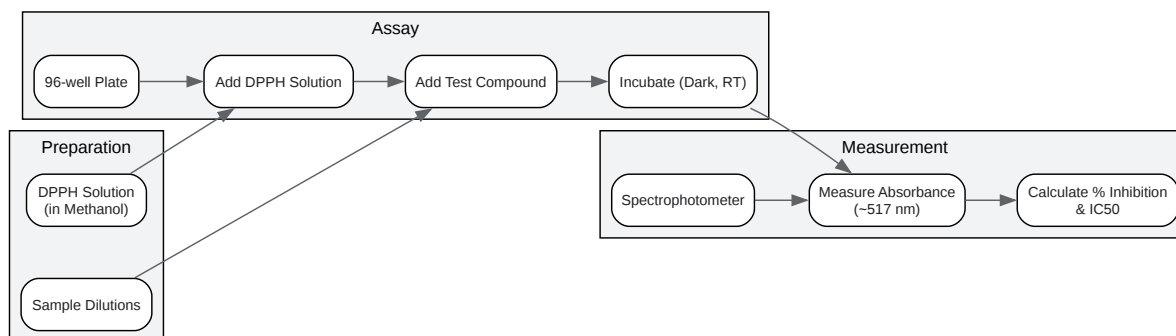 Assay
96-well Plate
Add DPPH Solution
Add Test Compound
Incubate (Dark, RT)
Preparation
DPPH Solution
(in Methanol)
Sample Dilutions
Measurement
Spectrophotometer
Measure Absorbance
(~517 nm)
Calculate % Inhibition
& IC50